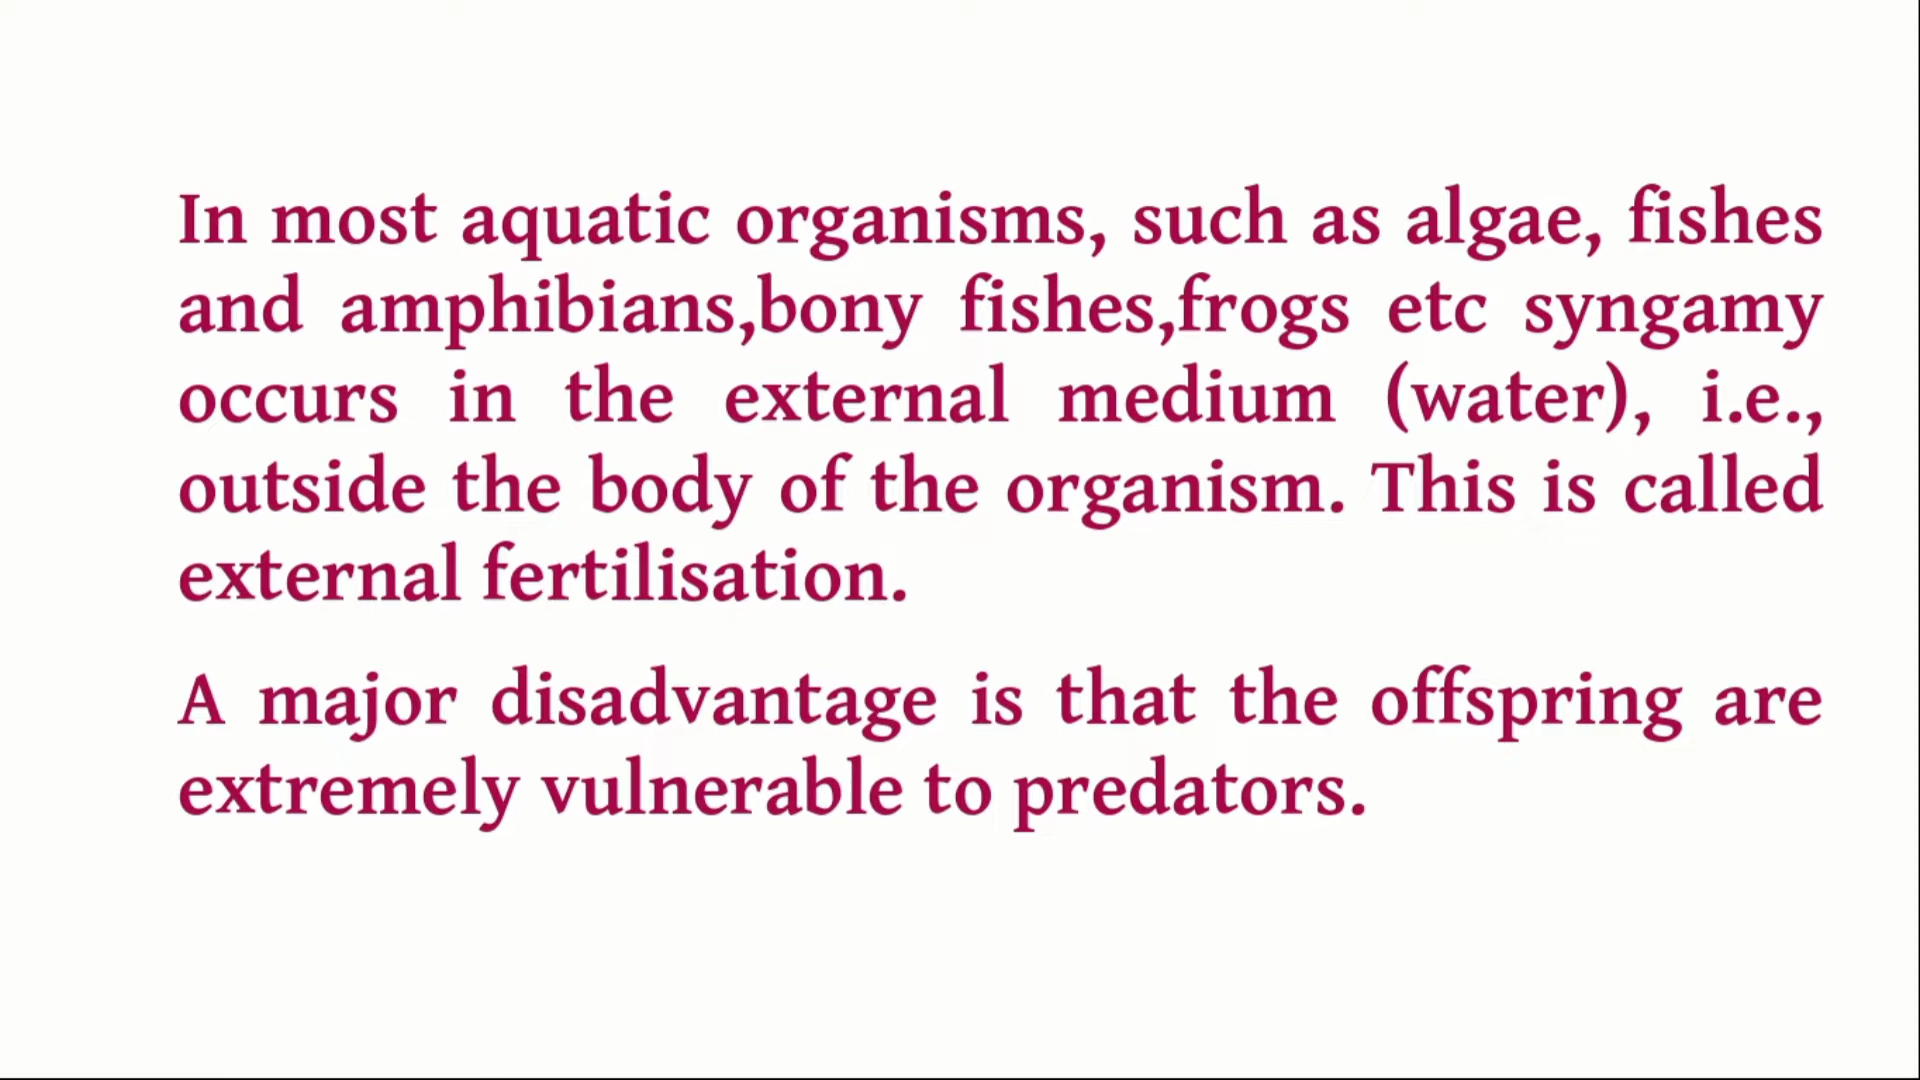 In most aquatic organisms, such as algae, fishes
and amphibians,bony fishes,frogs etc syngamy
occurs in the external medium (water), i.e.,
outside the body of the organism. This is called
external fertilisation.
A major disadvantage is that the offspring are
extremely vulnerable to predators.